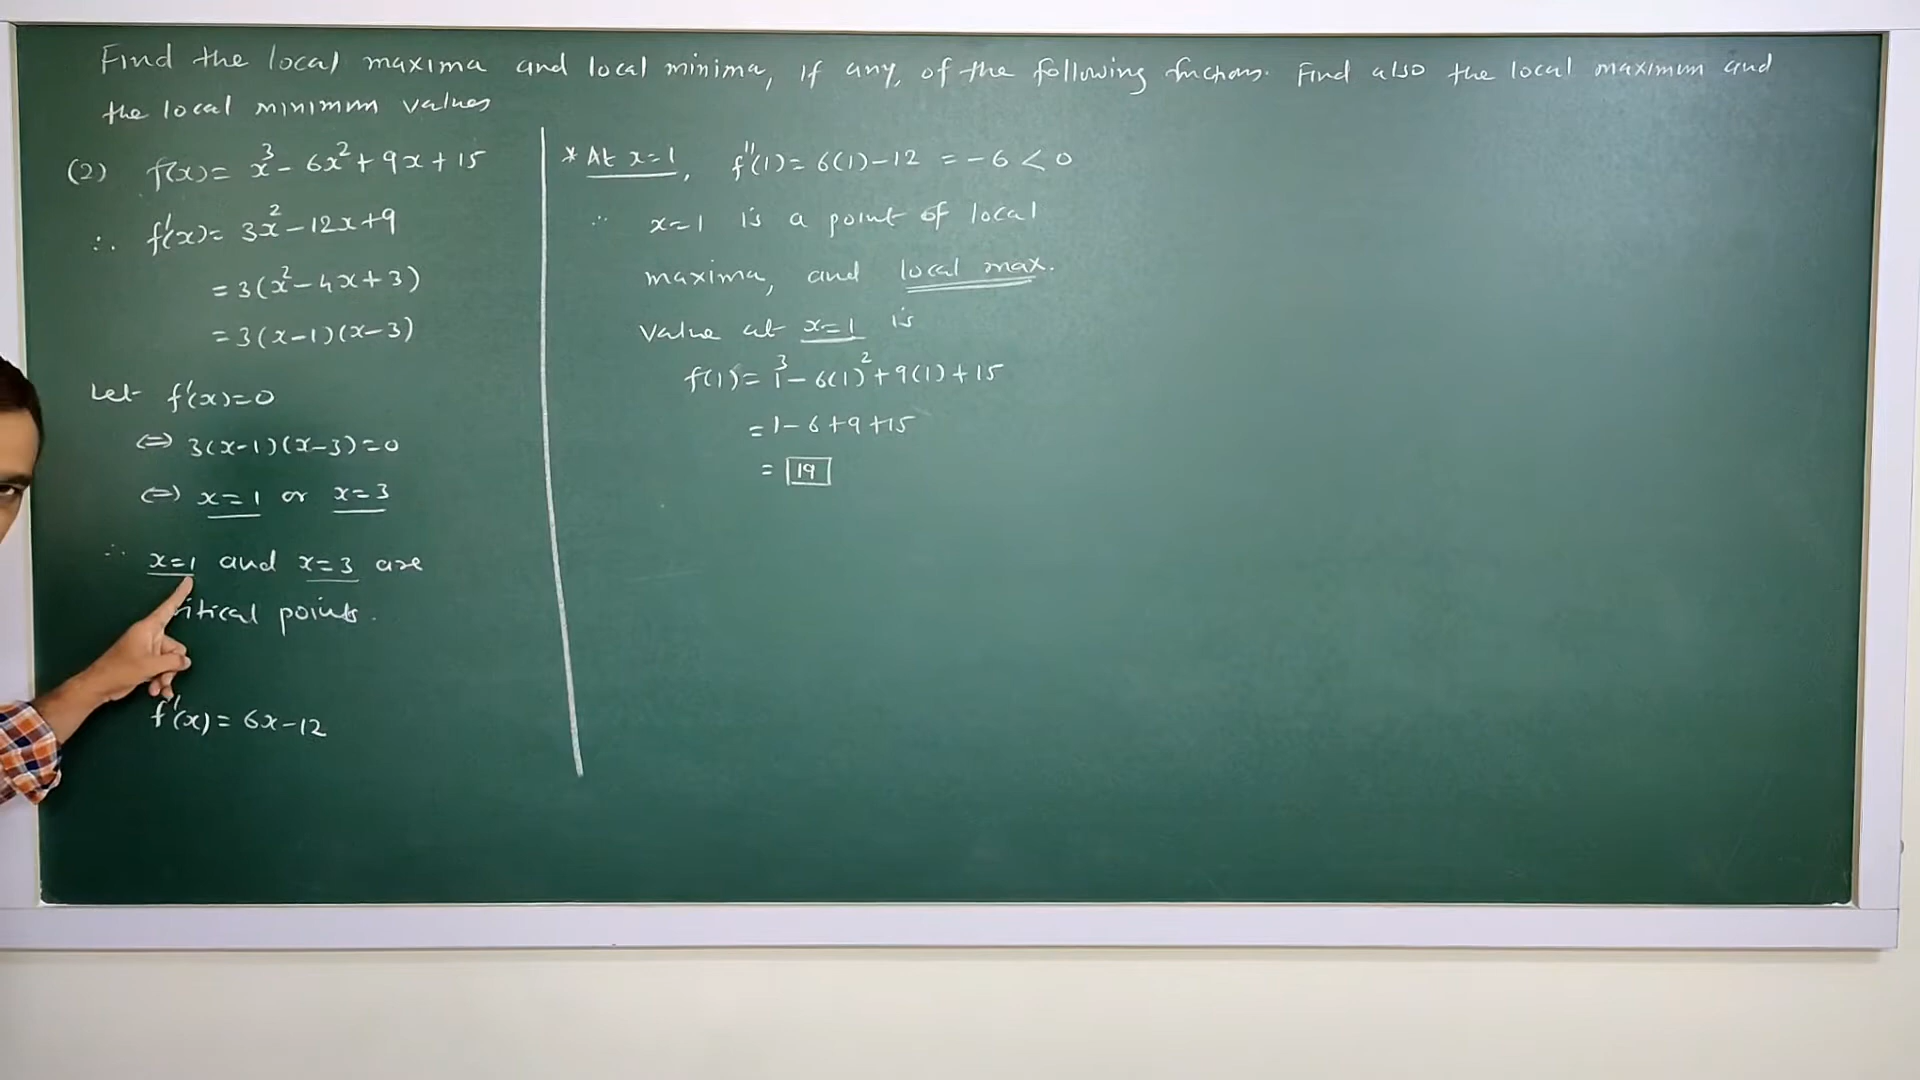 Find the local maxima and local minima, if any, of the following functions. Find also the local maximum and
the local minimum values
(2) f(x) = x³ - 6x² + 9x + 15
∴ f'(x) = 3x² - 12x + 9
= 3(x² - 4x + 3)
= 3(x-1)(x-3)
Let f'(x) = 0
⇔ 3(x-1)(x-3) = 0
⇔ x = 1 or x = 3
∴ x = 1 and x = 3 are
points.
f''(x) = 6x - 12
* At x = 1, f''(1) = 6(1) - 12 = -6 < 0
∴ x = 1 is a point of local
maxima, and local max.
value at x = 1 is
f(1) = 1³ - 6(1)² + 9(1) + 15
= 1 - 6 + 9 + 15
= 19